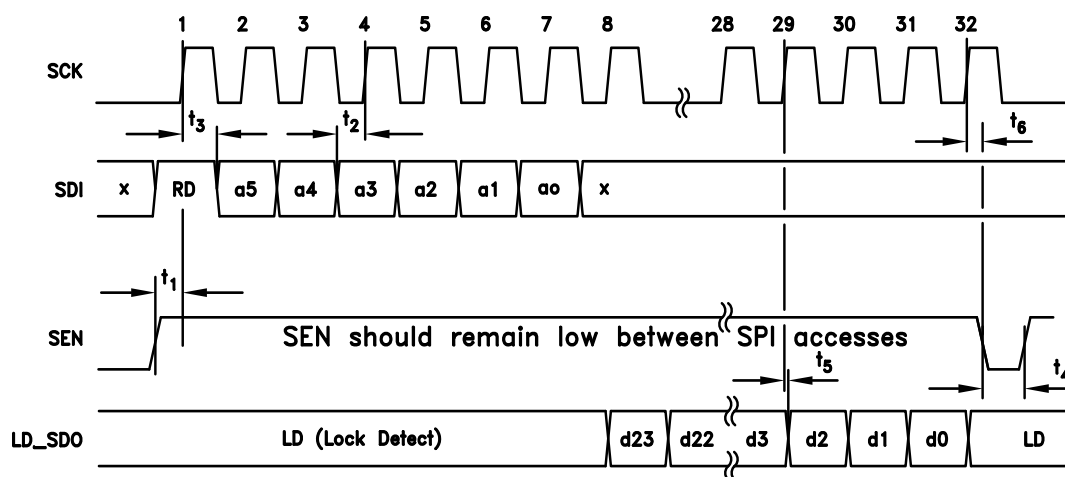 1 2 3 4 5 6 7 8 28 29 30 31 32
SCK
t3 t2 t6
SDI x RD a5 a4 a3 a2 a1 ao x
t1
SEN SEN should remain low between SPI accesses
t5 t4
LD_SDO LD (Lock Detect) d23 d22 d3 d2 d1 d0 LD